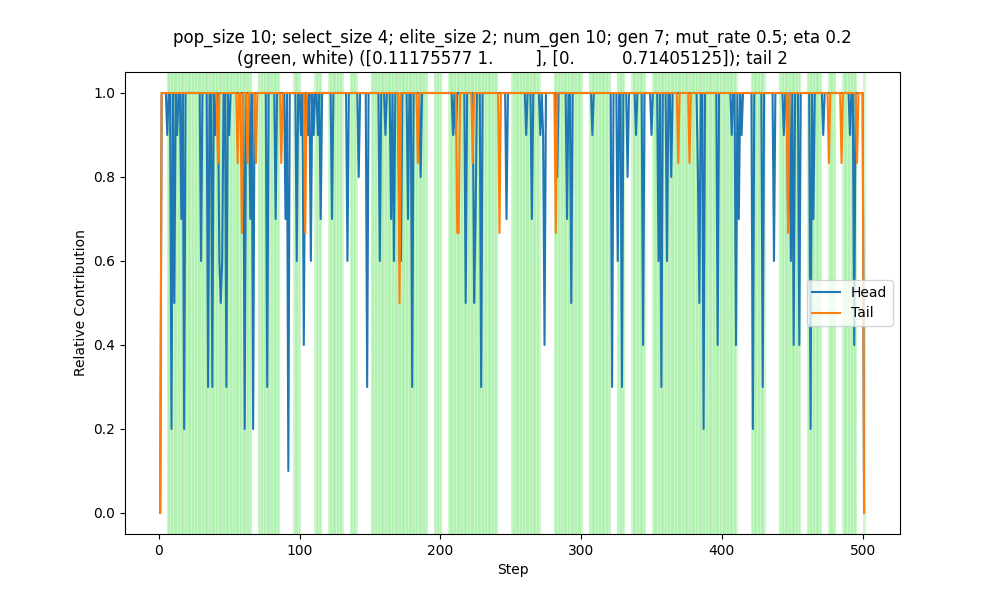 pop_size 10; select_size 4; elite_size 2; num_gen 10; gen 7; mut_rate 0.5; eta 0.2
(green, white) ([0.11175577 1.         ], [0.         0.71405125]); tail 2
1.0
0.8
0.6
0.4
0.2
0.0
Relative Contribution
Head
Tail
0
100
200
300
400
500
Step